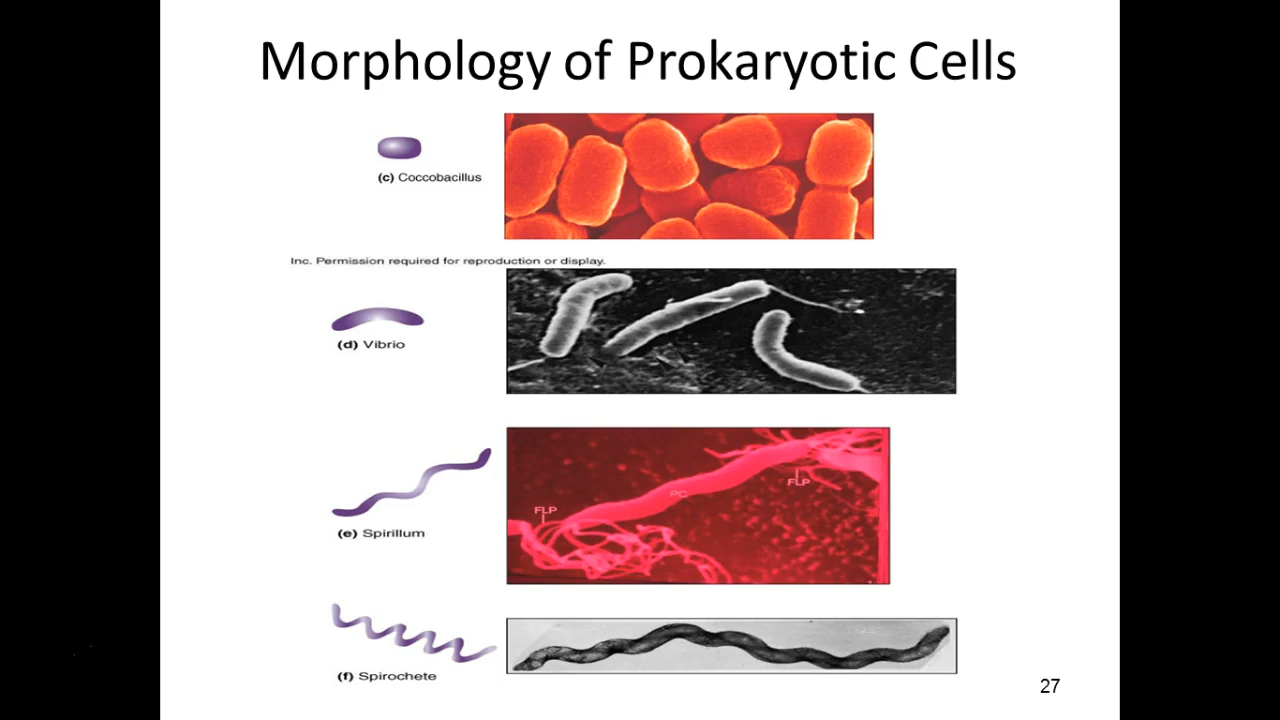 Morphology of Prokaryotic Cells
(c) Coccobacillus
Inc. Permission required for reproduction or display.
(d) Vibrio
FLP
PC
FLP
(e) Spirillum
(f) Spirochete
27